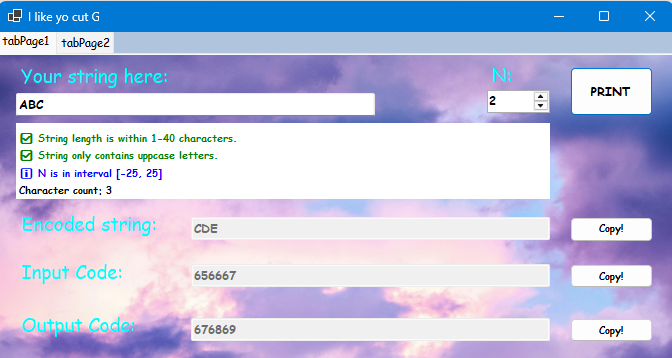 I like yo cut G
tabPage1 tabPage2
Your string here: N:
ABC 2 PRINT
String length is within 1-40 characters.
String only contains uppcase letters.
N is in interval [-25, 25]
Character count: 3
Encoded string: CDE Copy!
Input Code: 656667 Copy!
Output Code: 676869 Copy!